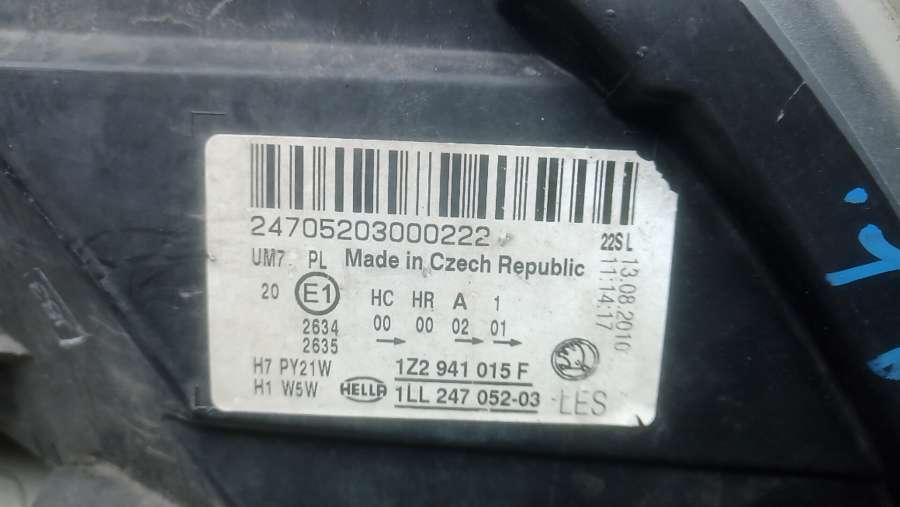 24705203000222
22S L
13.08.2010
11:14:17
UM7 PL Made in Czech Republic
20 E1 HC HR A 1
2634 00 00 02 01
2635
H7 PY21W 1Z2 941 015 F
H1 W5W HELLA 1LL 247 052-03 LES